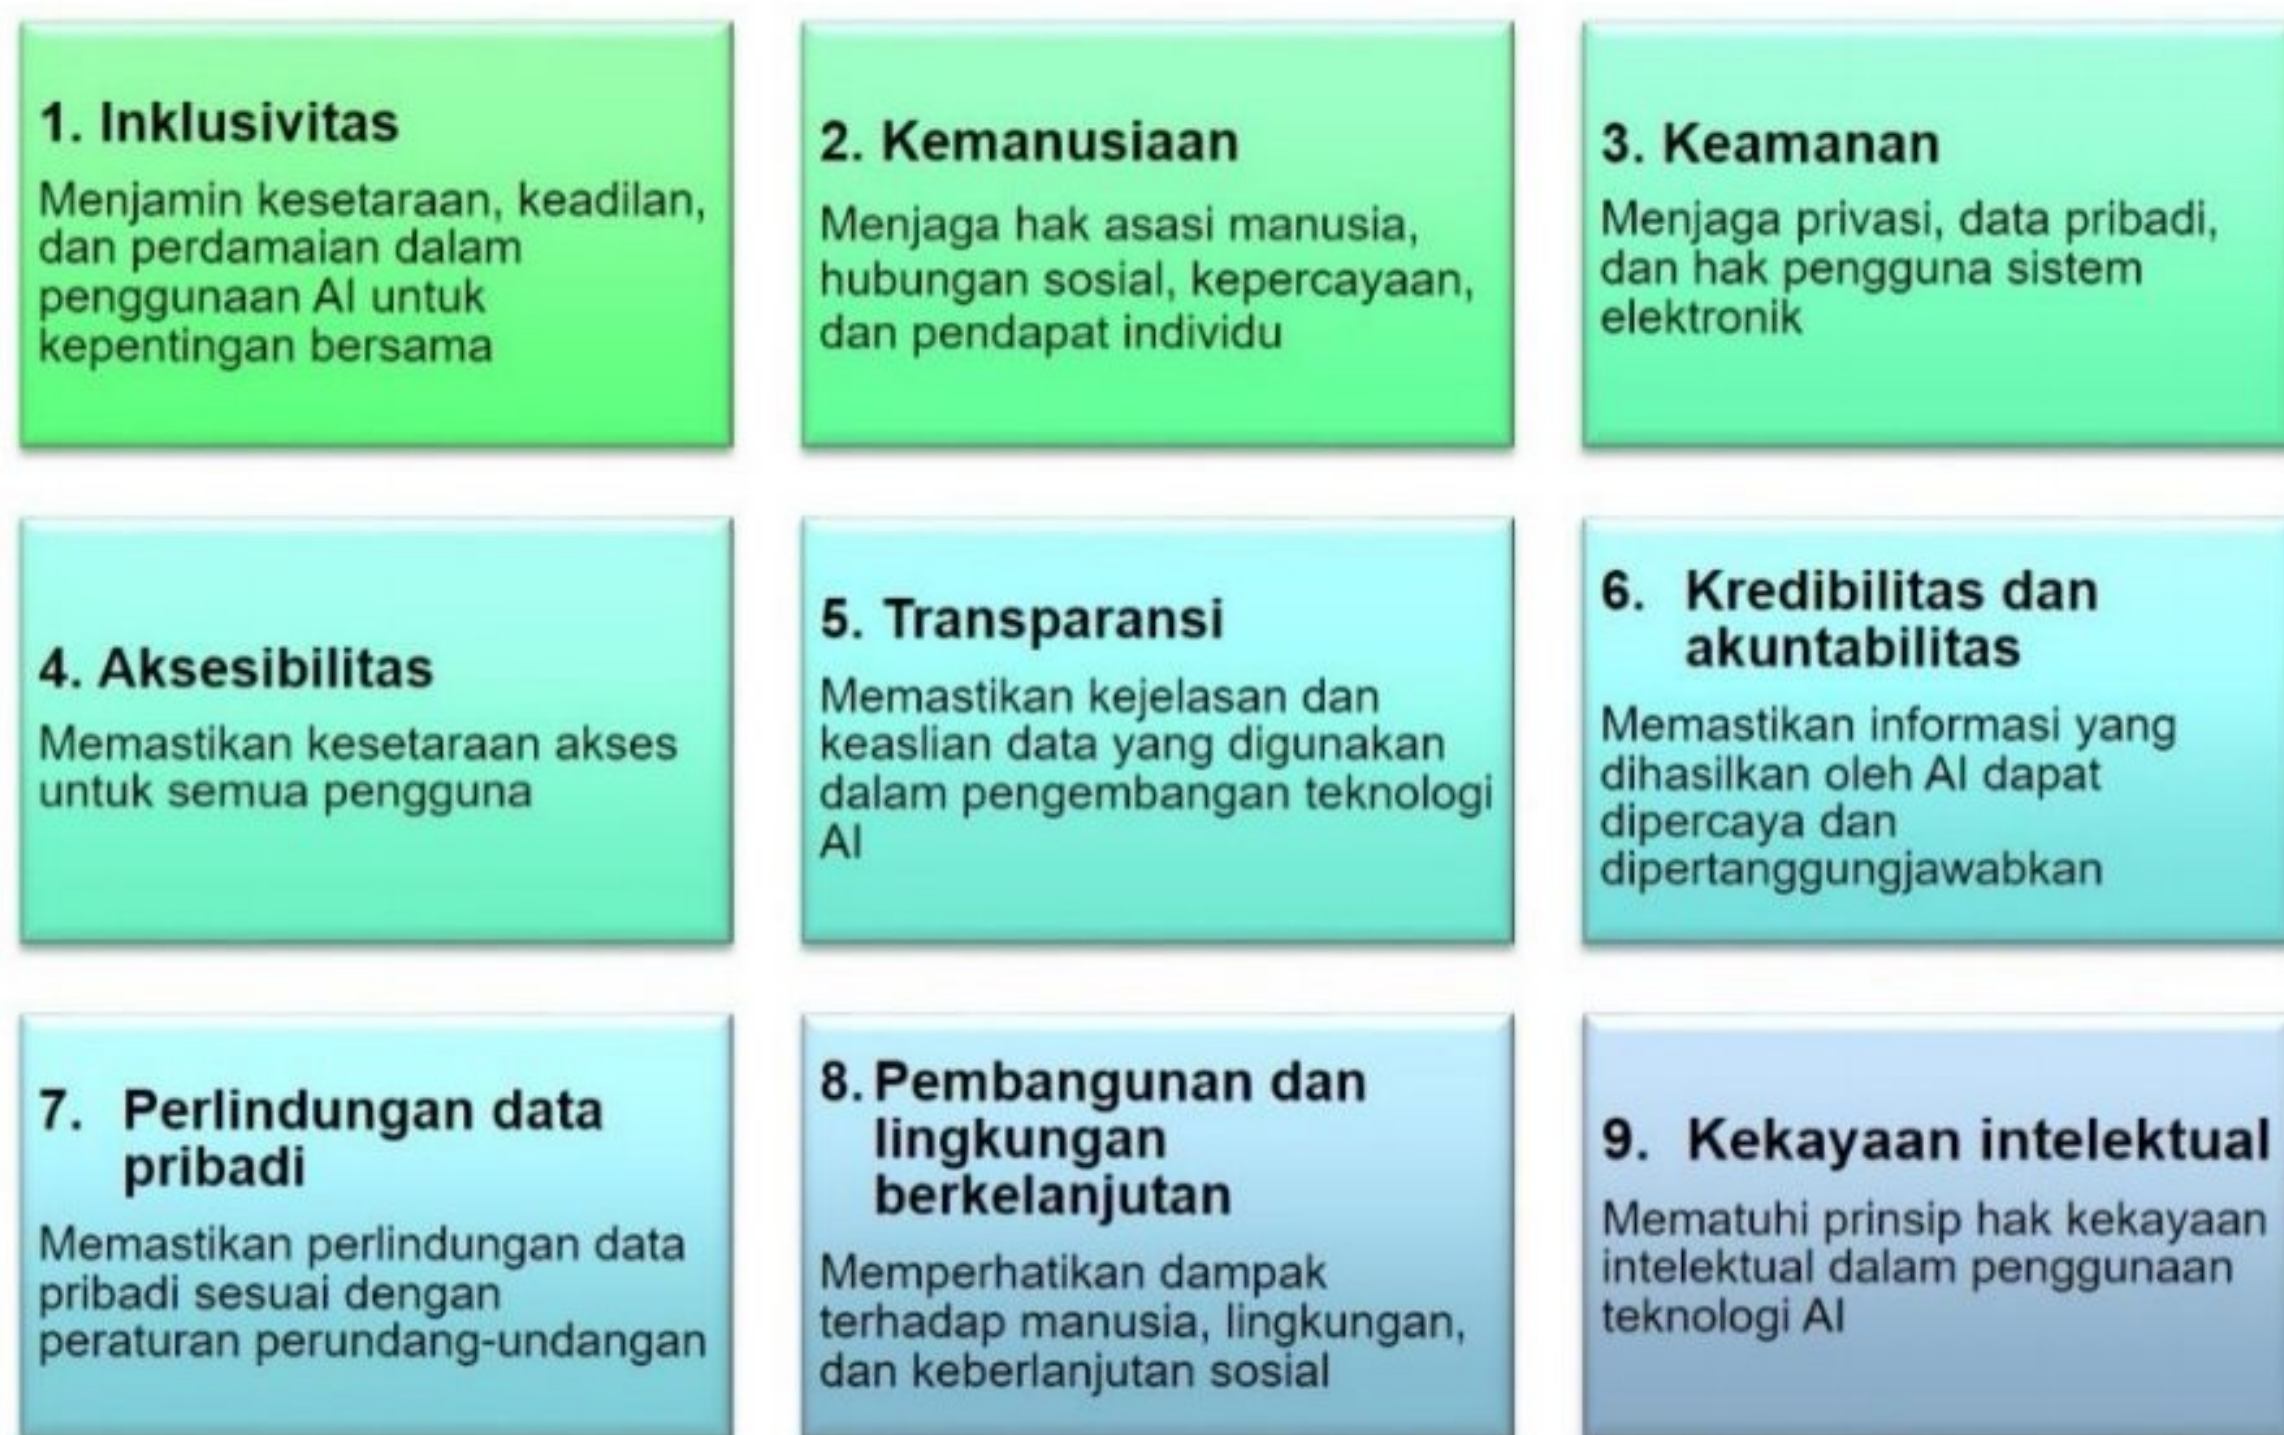 1. Inklusivitas
Menjamin kesetaraan, keadilan,
dan perdamaian dalam
penggunaan AI untuk
kepentingan bersama
2. Kemanusiaan
Menjaga hak asasi manusia,
hubungan sosial, kepercayaan,
dan pendapat individu
3. Keamanan
Menjaga privasi, data pribadi,
dan hak pengguna sistem
elektronik
4. Aksesibilitas
Memastikan kesetaraan akses
untuk semua pengguna
5. Transparansi
Memastikan kejelasan dan
keaslian data yang digunakan
dalam pengembangan teknologi
AI
6. Kredibilitas dan
akuntabilitas
Memastikan informasi yang
dihasilkan oleh AI dapat
dipercaya dan
dipertanggungjawabkan
7. Perlindungan data
pribadi
Memastikan perlindungan data
pribadi sesuai dengan
peraturan perundang-undangan
8. Pembangunan dan
lingkungan
berkelanjutan
Memperhatikan dampak
terhadap manusia, lingkungan,
dan keberlanjutan sosial
9. Kekayaan intelektual
Mematuhi prinsip hak kekayaan
intelektual dalam penggunaan
teknologi AI